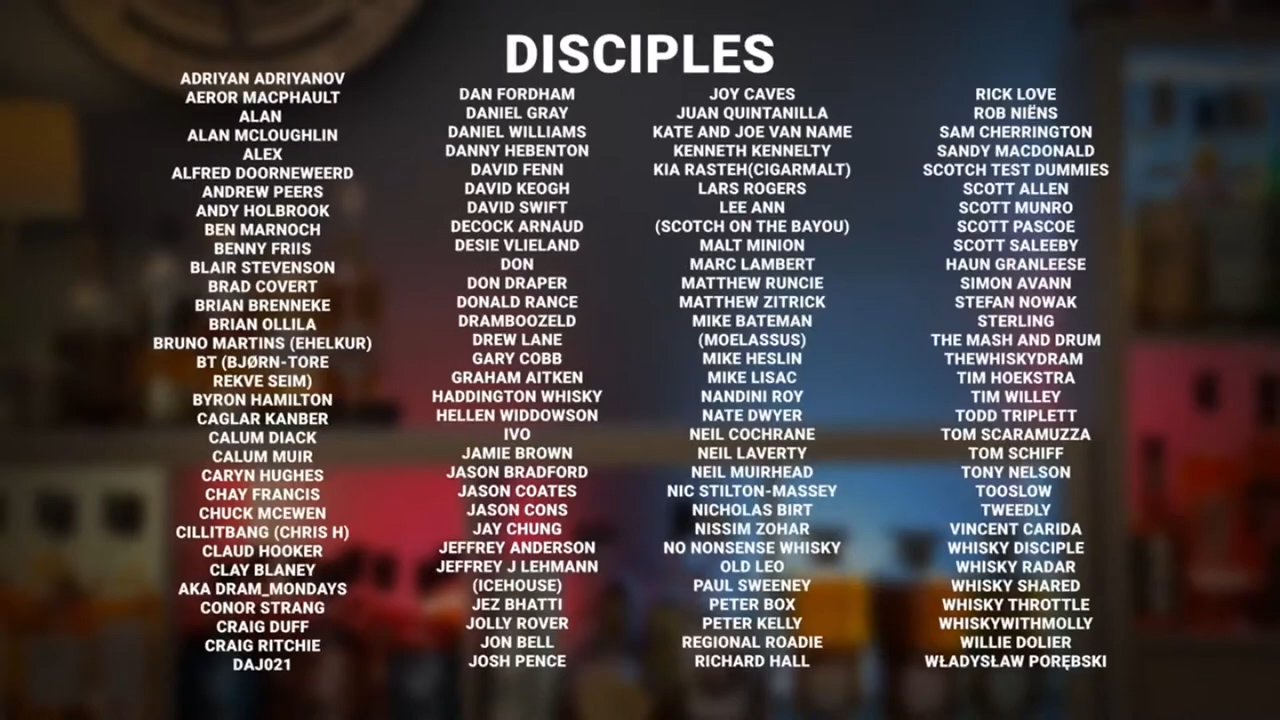 DISCIPLES
ADRIYAN ADRIYANOV
AEROR MACPHAULT
ALAN
ALAN MCLOUGHLIN
ALEX
ALFRED DOORNEWEERD
ANDREW PEERS
ANDY HOLBROOK
BEN MARNOCH
BENNY FRIIS
BLAIR STEVENSON
BRAD COVERT
BRIAN BRENNEKE
BRIAN OLLILA
BRUNO MARTINS (EHELKUR)
BT (BJØRN-TORE
REKVE SEIM)
BYRON HAMILTON
CAGLAR KANBER
CALUM DIACK
CALUM MUIR
CARYN HUGHES
CHAY FRANCIS
CHUCK MCEWEN
CILLITBANG (CHRIS H)
CLAUD HOOKER
CLAY BLANEY
AKA DRAM_MONDAYS
CONOR STRANG
CRAIG DUFF
CRAIG RITCHIE
DAJ021
DAN FORDHAM
DANIEL GRAY
DANIEL WILLIAMS
DANNY HEBENTON
DAVID FENN
DAVID KEOGH
DAVID SWIFT
DECOCK ARNAUD
DESIE VLIELAND
DON
DON DRAPER
DONALD RANCE
DRAMBOOZELD
DREW LANE
GARY COBB
GRAHAM AITKEN
HADDINGTON WHISKY
HELLEN WIDDOWSON
IVO
JAMIE BROWN
JASON BRADFORD
JASON COATES
JASON CONS
JAY CHUNG
JEFFREY ANDERSON
JEFFREY J LEHMANN
(ICEHOUSE)
JEZ BHATTI
JOLLY ROVER
JON BELL
JOSH PENCE
JOY CAVES
JUAN QUINTANILLA
KATE AND JOE VAN NAME
KENNETH KENNELTY
KIA RASTEH(CIGARMALT)
LARS ROGERS
LEE ANN
(SCOTCH ON THE BAYOU)
MALT MINION
MARC LAMBERT
MATTHEW RUNCIE
MATTHEW ZITRICK
MIKE BATEMAN
(MOELASSUS)
MIKE HESLIN
MIKE LISAC
NANDINI ROY
NATE DWYER
NEIL COCHRANE
NEIL LAVERTY
NEIL MUIRHEAD
NIC STILTON-MASSEY
NICHOLAS BIRT
NISSIM ZOHAR
NO NONSENSE WHISKY
OLD LEO
PAUL SWEENEY
PETER BOX
PETER KELLY
REGIONAL ROADIE
RICHARD HALL
RICK LOVE
ROB NIËNS
SAM CHERRINGTON
SANDY MACDONALD
SCOTCH TEST DUMMIES
SCOTT ALLEN
SCOTT MUNRO
SCOTT PASCOE
SCOTT SALEEBY
HAUN GRANLEESE
SIMON AVANN
STEFAN NOWAK
STERLING
THE MASH AND DRUM
THEWHISKYDRAM
TIM HOEKSTRA
TIM WILLEY
TODD TRIPLETT
TOM SCARAMUZZA
TOM SCHIFF
TONY NELSON
TOOSLOW
TWEEDLY
VINCENT CARIDA
WHISKY DISCIPLE
WHISKY RADAR
WHISKY SHARED
WHISKY THROTTLE
WHISKYWITHMOLLY
WILLIE DOLIER
WŁADYSŁAW PORĘBSKI